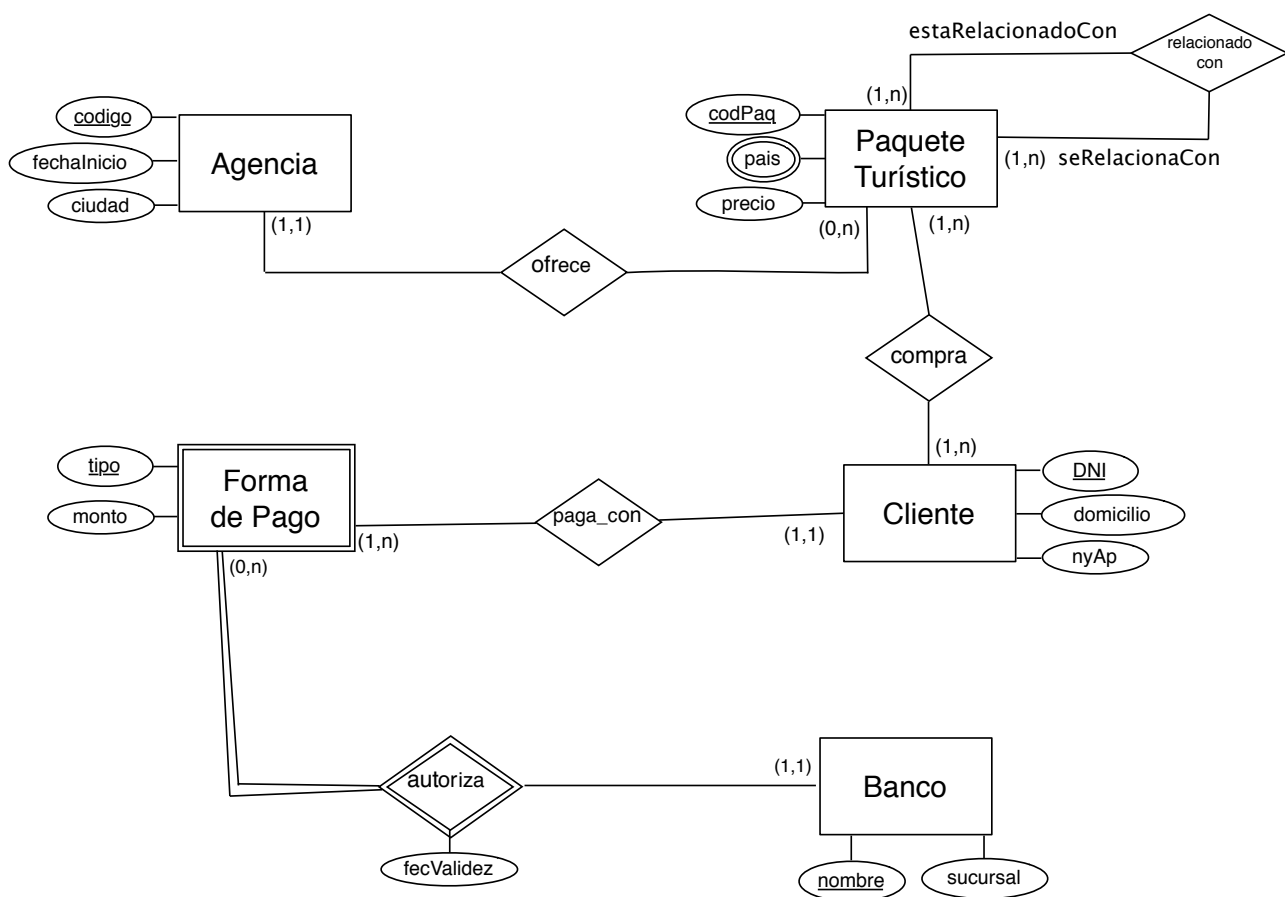 estaRelacionadoCon
relacionado
con
(1,n)
codigo
codPaq
Agencia
Paquete
Turístico
fechaInicio
pais
(1,n)
seRelacionaCon
ciudad
precio
(1,1)
(0,n)
(1,n)
ofrece
compra
(1,n)
tipo
Forma
de Pago
DNI
monto
paga_con
Cliente
domicilio
(1,n)
(1,1)
nyAp
(0,n)
autoriza
(1,1)
Banco
fecValidez
nombre
sucursal